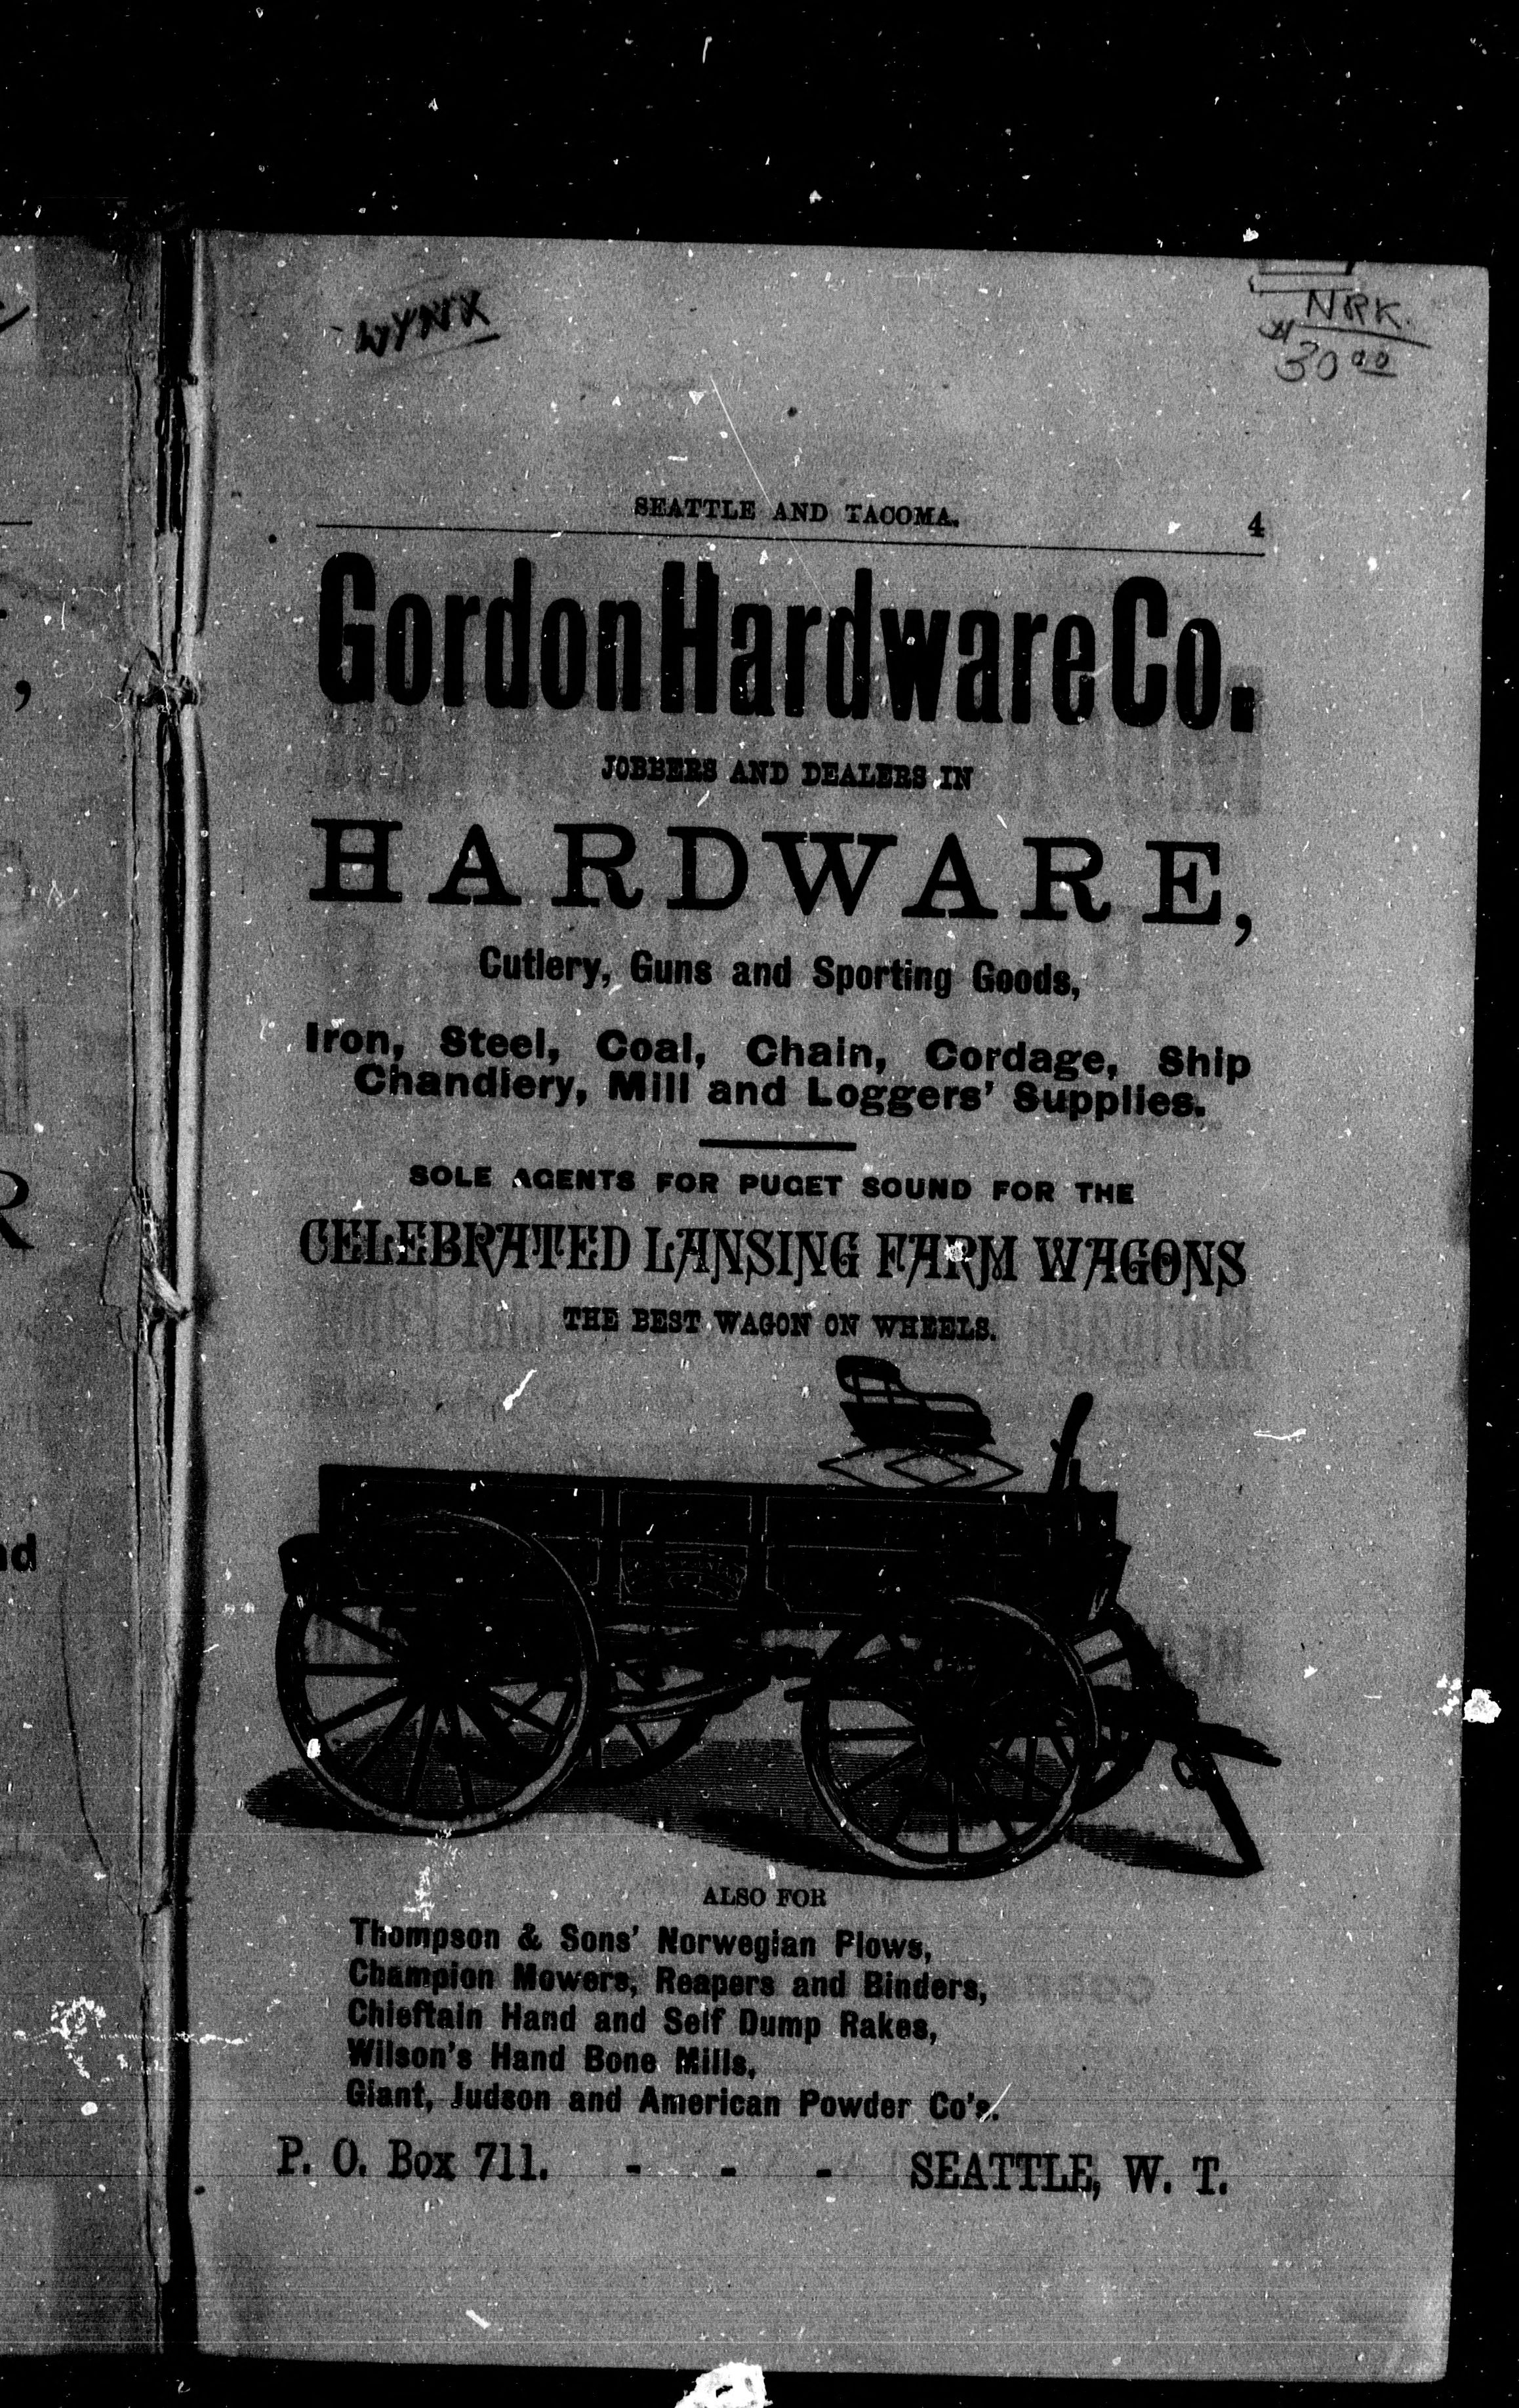 WYNK
NRK.
30 00
SEATTLE AND TACOMA. 4
Gordon Hardware Co.
JOBBERS AND DEALERS IN
HARDWARE,
Cutlery, Guns and Sporting Goods,
Iron, Steel, Coal, Chain, Cordage, Ship
Chandlery, Mill and Loggers' Supplies.
SOLE AGENTS FOR PUGET SOUND FOR THE
CELEBRATED LANSING FARM WAGONS
THE BEST WAGON ON WHEELS.
ALSO FOR
Thompson & Sons' Norwegian Plows,
Champion Mowers, Reapers and Binders,
Chieftain Hand and Self Dump Rakes,
Wilson's Hand Bone Mills,
Giant, Judson and American Powder Co's.
P. O. Box 711. - - - SEATTLE, W. T.